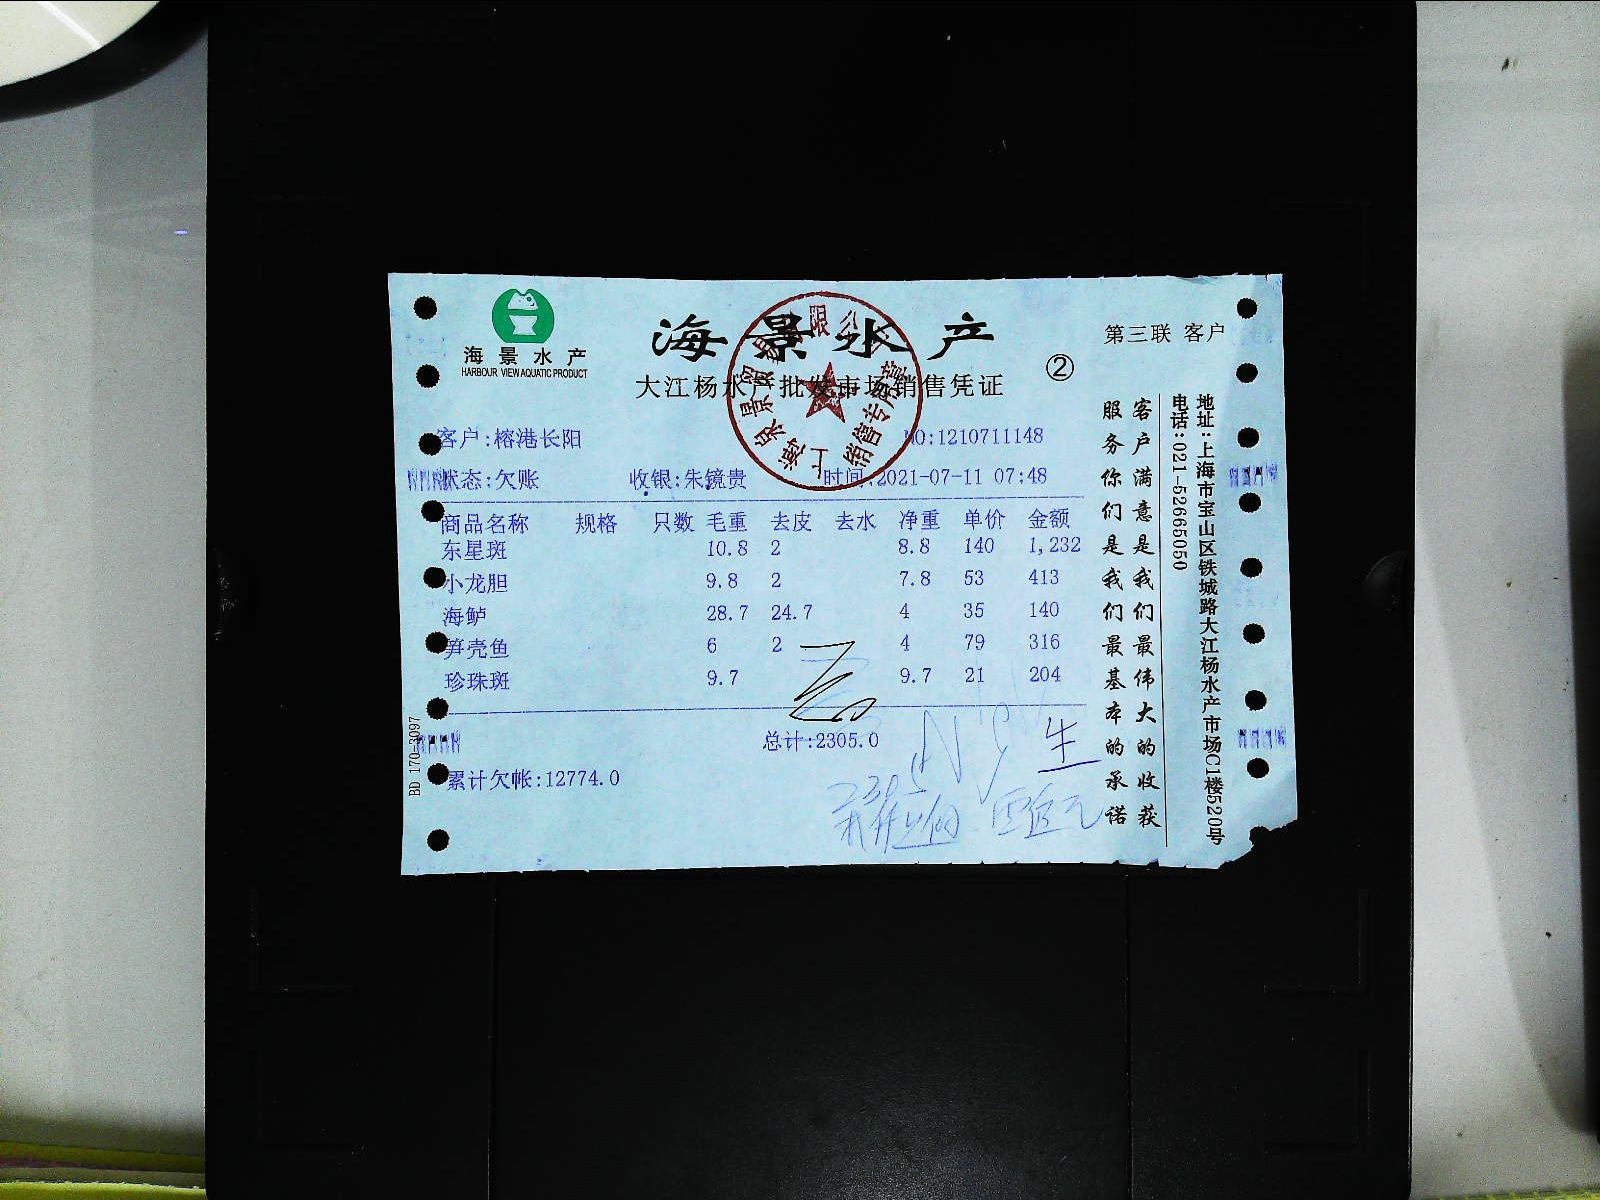 海景水产
HARBOUR VIEW AQUATIC PRODUCT
海景水产
大江杨水产批发市场销售凭证
②
第三联 客户
客户:榕港长阳
NO:1210711148
状态:欠账 收银:朱镜贵 时间:2021-07-11 07:48
商品名称 规格 只数 毛重 去皮 去水 净重 单价 金额
东星斑 10.8 2 8.8 140 1,232
小龙胆 9.8 2 7.8 53 413
海鲈 28.7 24.7 4 35 140
笋壳鱼 6 2 4 79 316
珍珠斑 9.7 9.7 21 204
总计:2305.0
累计欠帐:12774.0
生
BD 170-3097
客户满意是我们最伟大的收获
服务你们是我们最基本的承诺
地址:上海市宝山区铁城路大江杨水产市场C1楼520号
电话:021-52665050
销售专用章